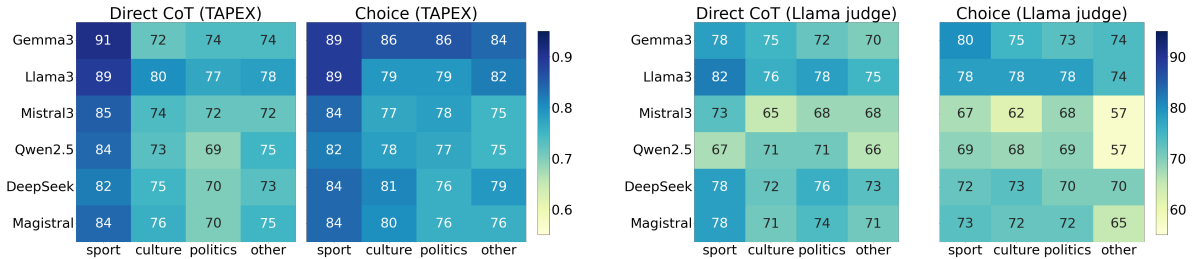 Direct CoT (TAPEX) Choice (TAPEX) Direct CoT (Llama judge) Choice (Llama judge)
Gemma3 91 72 74 74 89 86 86 84 0.9 Gemma3 78 75 72 70 80 75 73 74 90
Llama3 89 80 77 78 89 79 79 82 Llama3 82 76 78 75 78 78 78 74
Mistral3 85 74 72 72 84 77 78 75 0.8 Mistral3 73 65 68 68 67 62 68 57 80
Qwen2.5 84 73 69 75 82 78 77 75 0.7 Qwen2.5 67 71 71 66 69 68 69 57 70
DeepSeek 82 75 70 73 84 81 76 79 DeepSeek 78 72 76 73 72 73 70 70
Magistral 84 76 70 75 84 80 76 76 0.6 Magistral 78 71 74 71 73 72 72 65 60
sport culture politics other sport culture politics other sport culture politics other sport culture politics other